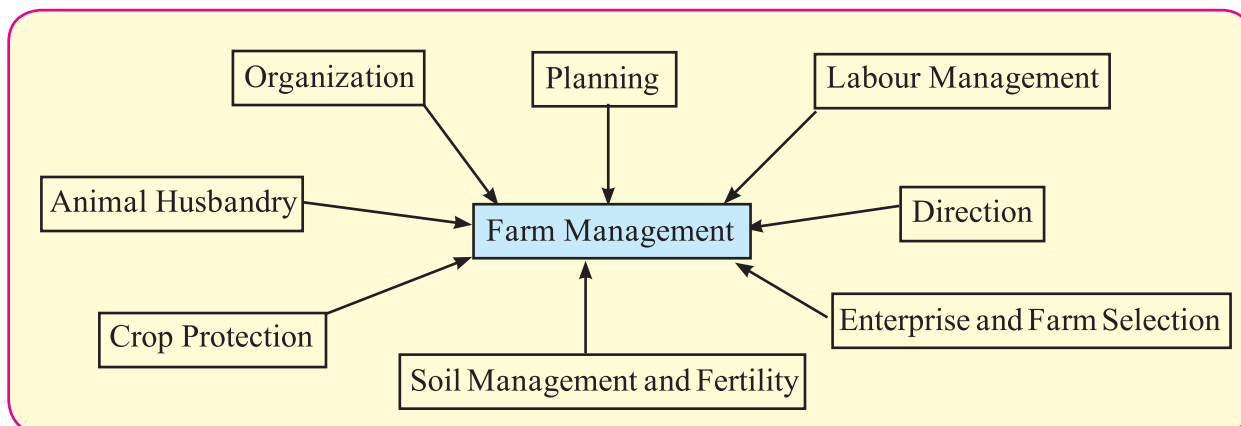 Organization
Planning
Labour Management
Animal Husbandry
Farm Management
Direction
Crop Protection
Soil Management and Fertility
Enterprise and Farm Selection